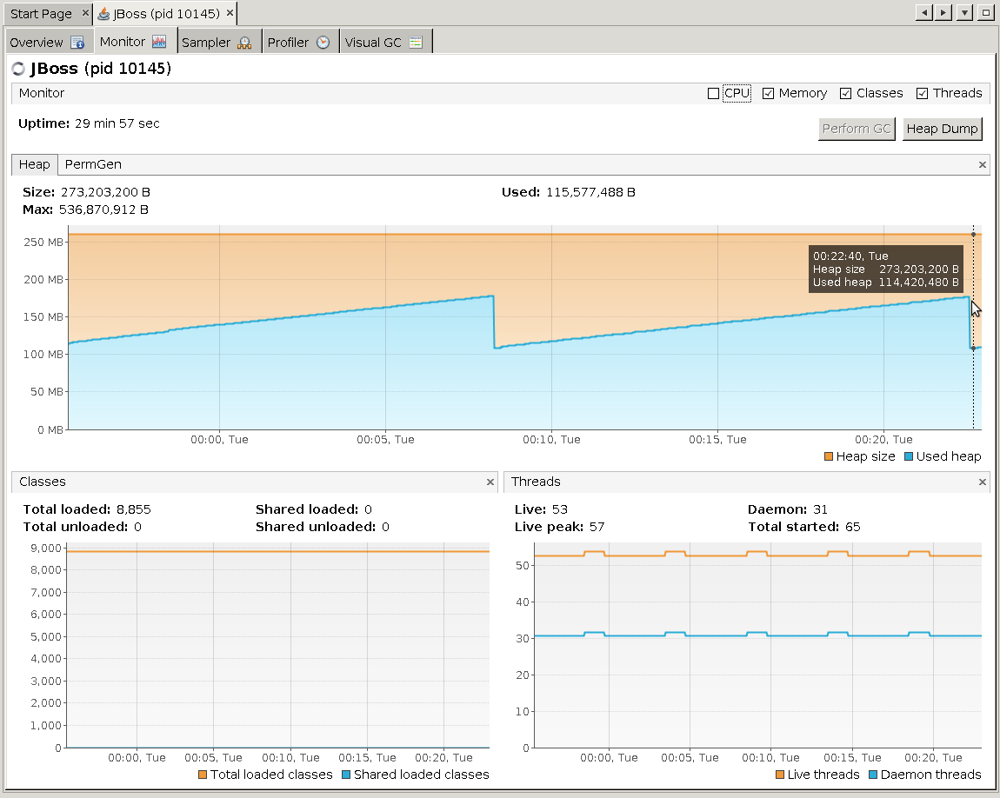 Start Page JBoss (pid 10145)
Overview Monitor Sampler Profiler Visual GC
JBoss (pid 10145)
Monitor CPU Memory Classes Threads
Uptime: 29 min 57 sec
Perform GC Heap Dump
Heap PermGen
Size: 273,203,200 B Used: 115,577,488 B
Max: 536,870,912 B
250 MB
200 MB
150 MB
100 MB
50 MB
0 MB
00:22:40, Tue
Heap size 273,203,200 B
Used heap 114,420,480 B
00:00, Tue 00:05, Tue 00:10, Tue 00:15, Tue 00:20, Tue
Heap size Used heap
Classes
Total loaded: 8,855 Shared loaded: 0
Total unloaded: 0 Shared unloaded: 0
9,000
8,000
7,000
6,000
5,000
4,000
3,000
2,000
1,000
0
00:00, Tue 00:05, Tue 00:10, Tue 00:15, Tue 00:20, Tue
Total loaded classes Shared loaded classes
Threads
Live: 53 Daemon: 31
Live peak: 57 Total started: 65
50
40
30
20
10
0
00:00, Tue 00:05, Tue 00:10, Tue 00:15, Tue 00:20, Tue
Live threads Daemon threads